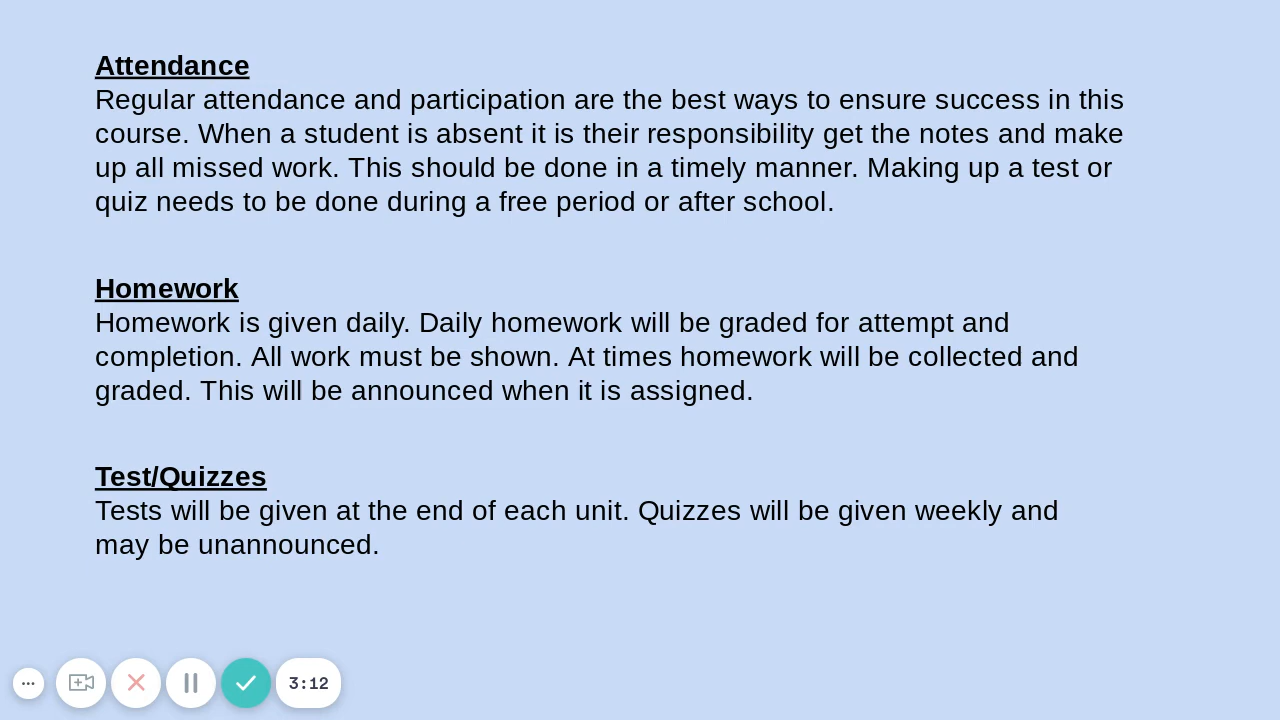 Attendance
Regular attendance and participation are the best ways to ensure success in this
course. When a student is absent it is their responsibility get the notes and make
up all missed work. This should be done in a timely manner. Making up a test or
quiz needs to be done during a free period or after school.
Homework
Homework is given daily. Daily homework will be graded for attempt and
completion. All work must be shown. At times homework will be collected and
graded. This will be announced when it is assigned.
Test/Quizzes
Tests will be given at the end of each unit. Quizzes will be given weekly and
may be unannounced.
3:12